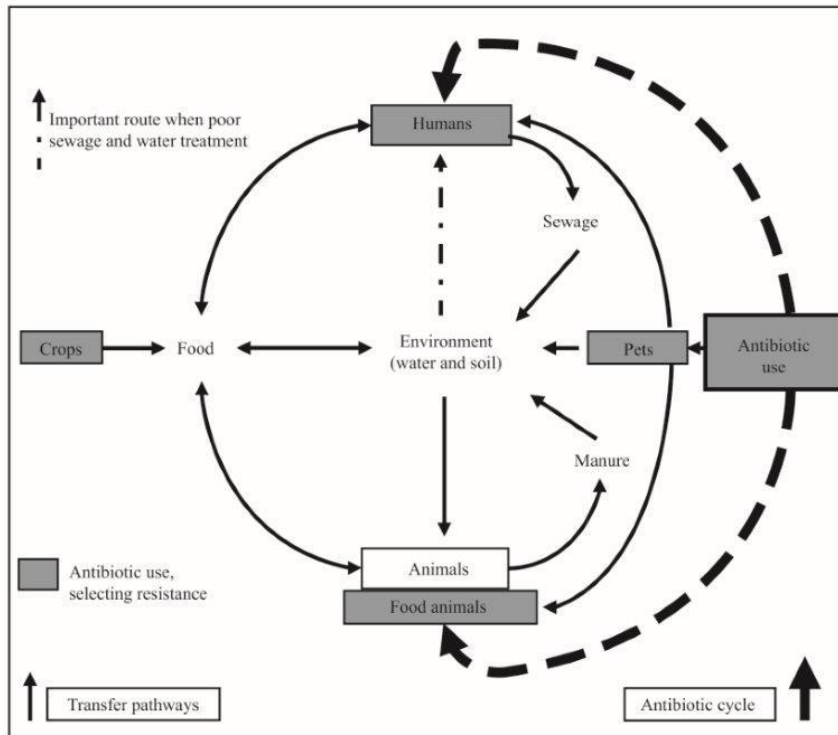 Important route when poor
sewage and water treatment
Humans
Sewage
Crops
Food
Environment
(water and soil)
Pets
Antibiotic
use
Manure
Animals
Food animals
Antibiotic use,
selecting resistance
Transfer pathways
Antibiotic cycle